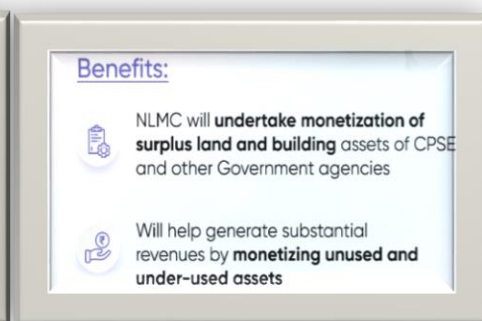 Benefits:
NLMC will undertake monetization of
surplus land and building assets of CPSE
and other Government agencies
Will help generate substantial
revenues by monetizing unused and
under-used assets